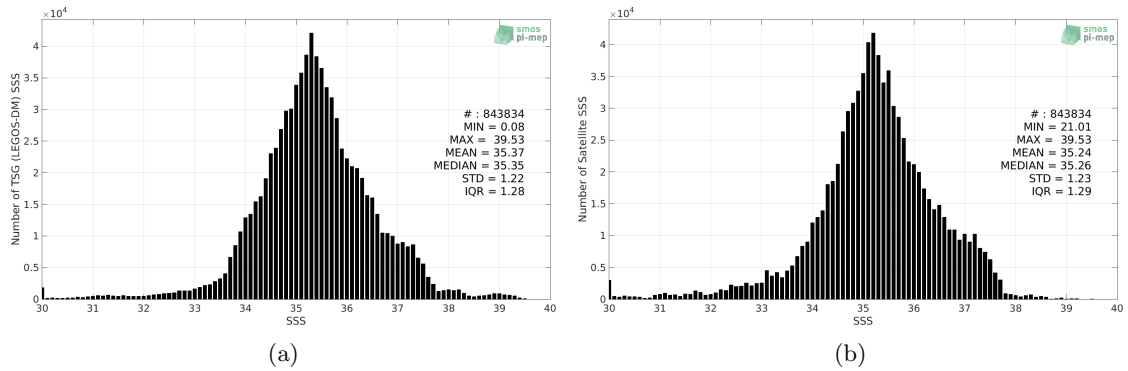 ×10⁴
smos
pi-mep
4
3.5
3
2.5
2
1.5
1
0.5
0
Number of TSG (LEGOS-DM) SSS
# : 843834
MIN = 0.08
MAX = 39.53
MEAN = 35.37
MEDIAN = 35.35
STD = 1.22
IQR = 1.28
30 31 32 33 34 35 36 37 38 39 40
SSS
(a)
×10⁴
smos
pi-mep
4
3.5
3
2.5
2
1.5
1
0.5
0
Number of Satellite SSS
# : 843834
MIN = 21.01
MAX = 39.53
MEAN = 35.24
MEDIAN = 35.26
STD = 1.23
IQR = 1.29
30 31 32 33 34 35 36 37 38 39 40
SSS
(b)